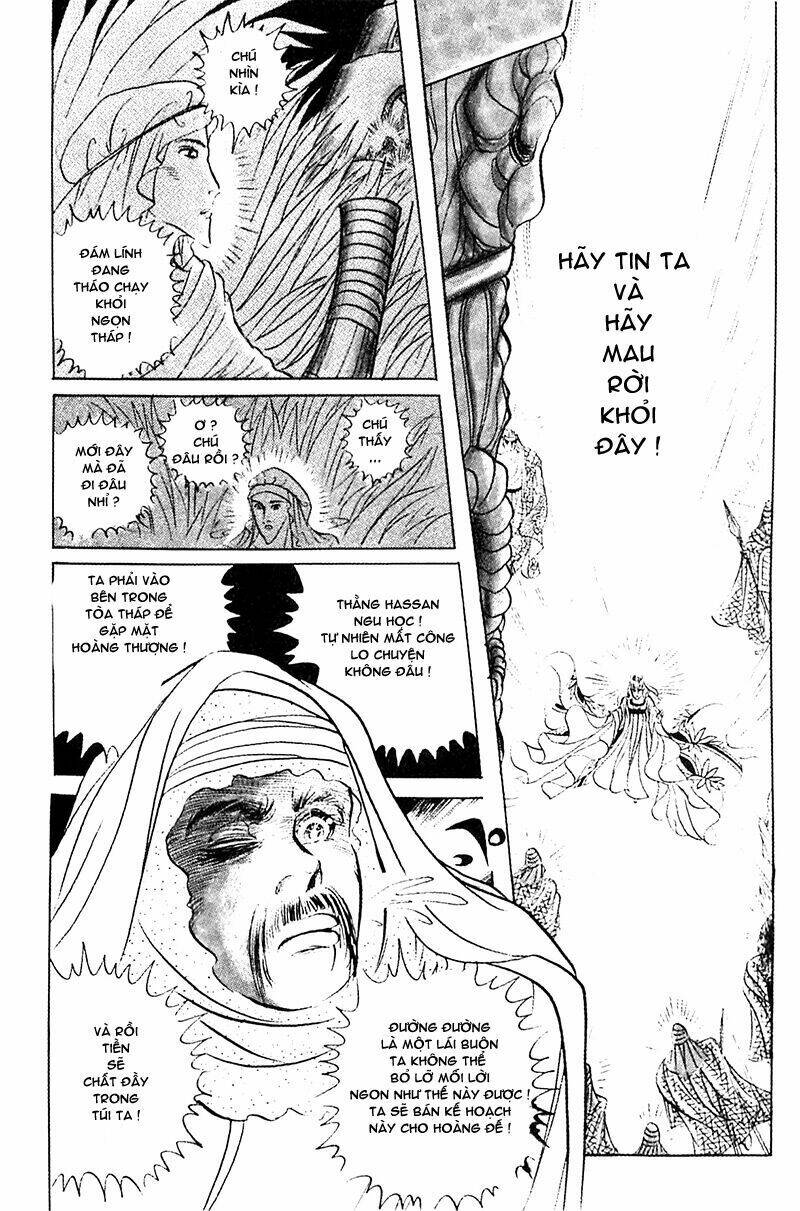 HÃY TIN TA
VÀ
HÃY
MAU
RỜI
KHỎI
ĐÂY !
CHÚ
NHÌN
KÌA !
ĐÁM LÍNH
ĐANG
THÁO CHẠY
KHỎI
NGỌN
THÁP !
CHÚ
THẤY
...
Ơ ?
CHÚ
ĐÂU RỒI ?
MỚI ĐÂY
MÀ ĐÃ
ĐI ĐÂU
NHỈ ?
THẰNG HASSAN
NGU HỌC !
TỰ NHIÊN MẤT CÔNG
LO CHUYỆN
KHÔNG ĐÂU !
TA PHẢI VÀO
BÊN TRONG
TÒA THÁP ĐỂ
GẶP MẶT
HOÀNG THƯỢNG !
ĐƯỜNG ĐƯỜNG
LÀ MỘT LÁI BUÔN
TA KHÔNG THỂ
BỎ LỠ MỐI LỜI
NGON NHƯ THẾ NÀY ĐƯỢC !
TA SẼ BÁN KẾ HOẠCH
NÀY CHO HOÀNG ĐẾ !
VÀ RỒI
TIỀN
SẼ
CHẤT ĐẦY
TRONG
TÚI TA !